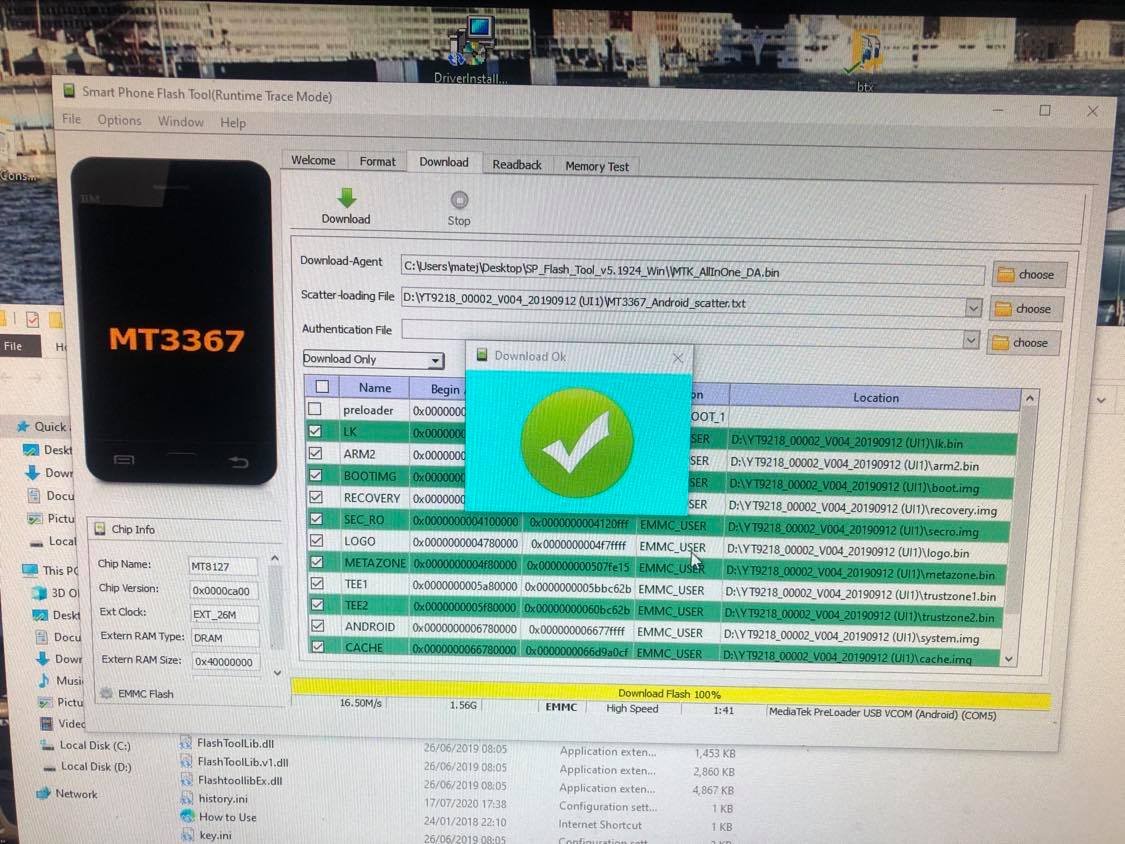 DriverInstall...
btx
Cons...
Smart Phone Flash Tool(Runtime Trace Mode)
File Options Window Help
Welcome Format Download Readback Memory Test
Download Stop
Download-Agent C:\Users\matej\Desktop\SP_Flash_Tool_v5.1924_Win\\MTK_AllInOne_DA.bin choose
Scatter-loading File D:\YT9218_00002_V004_20190912 (UI1)\MT3367_Android_scatter.txt choose
Authentication File choose
Download Only
MT3367
Download Ok
Name Begin Location
preloader 0x0000000 OOT_1
LK 0x0000000 SER D:\YT9218_00002_V004_20190912 (UI1)\lk.bin
ARM2 0x0000000 SER D:\YT9218_00002_V004_20190912 (UI1)\arm2.bin
BOOTIMG 0x0000000 SER D:\YT9218_00002_V004_20190912 (UI1)\boot.img
RECOVERY 0x0000000 SER D:\YT9218_00002_V004_20190912 (UI1)\recovery.img
SEC_RO 0x0000000004100000 0x0000000004120fff EMMC_USER D:\YT9218_00002_V004_20190912 (UI1)\secro.img
LOGO 0x0000000004780000 0x0000000004f7ffff EMMC_USER D:\YT9218_00002_V004_20190912 (UI1)\logo.bin
METAZONE 0x0000000004f80000 0x000000000507fe15 EMMC_USER D:\YT9218_00002_V004_20190912 (UI1)\metazone.bin
TEE1 0x0000000005a80000 0x0000000005bbc62b EMMC_USER D:\YT9218_00002_V004_20190912 (UI1)\trustzone1.bin
TEE2 0x0000000005f80000 0x00000000060bc62b EMMC_USER D:\YT9218_00002_V004_20190912 (UI1)\trustzone2.bin
ANDROID 0x0000000006780000 0x000000006677ffff EMMC_USER D:\YT9218_00002_V004_20190912 (UI1)\system.img
CACHE 0x0000000066780000 0x0000000066d9a0cf EMMC_USER D:\YT9218_00002_V004_20190912 (UI1)\cache.img
Chip Info
Chip Name: MT8127
Chip Version: 0x0000ca00
Ext Clock: EXT_26M
Extern RAM Type: DRAM
Extern RAM Size: 0x40000000
EMMC Flash
Download Flash 100%
16.50M/s 1.56G EMMC High Speed 1:41 MediaTek PreLoader USB VCOM (Android) (COM5)
File
Quick
Deskt
Down
Docu
Pictu
Local
This PC
3D O
Deskt
Docu
Down
Music
Pictu
Videc
Local Disk (C:)
Local Disk (D:)
Network
FlashToolLib.dll 26/06/2019 08:05 Application exten... 1,453 KB
FlashToolLib.v1.dll 26/06/2019 08:05 Application exten... 2,860 KB
FlashtoollibEx.dll 26/06/2019 08:05 Application exten... 4,867 KB
history.ini 17/07/2020 17:38 Configuration sett... 1 KB
How to Use 24/01/2018 22:10 Internet Shortcut 1 KB
key.ini 26/06/2019 08:05 Configuration sett...